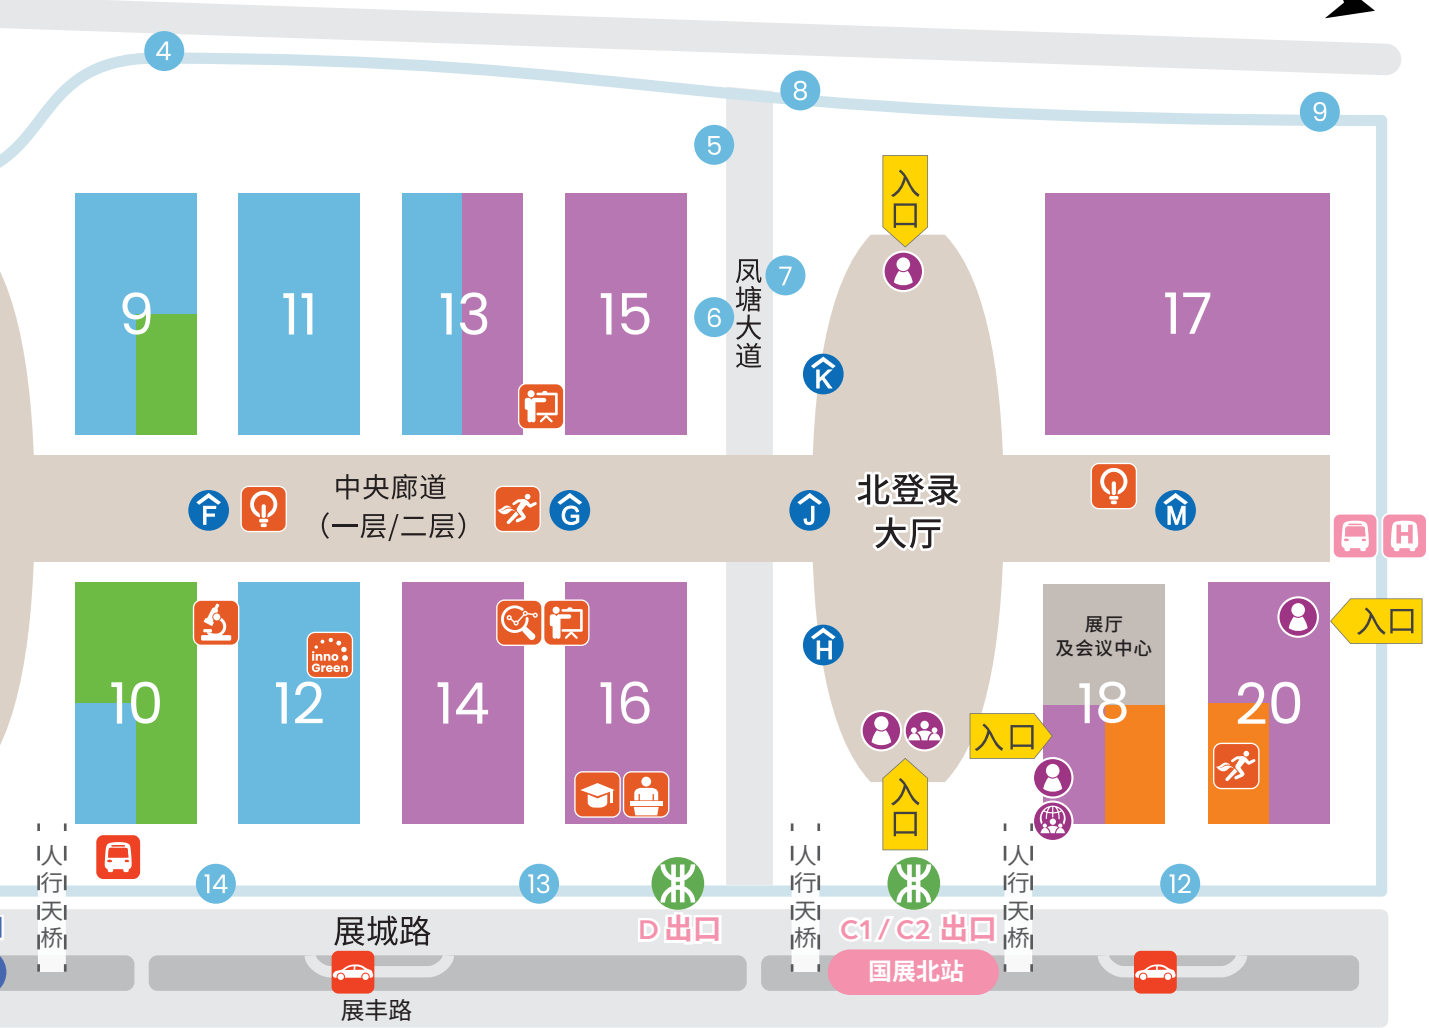 4
8
9
5
入口
9
11
13
15
凤塘大道
7
6
17
K
中央廊道
(一层/二层)
F
G
J
北登录
大厅
M
H
H
展厅
及会议中心
inno
Green
10
12
14
16
18
20
入口
入口
入口
人行天桥
人行天桥
人行天桥
14
13
12
展城路
D 出口
C1 / C2 出口
国展北站
展丰路